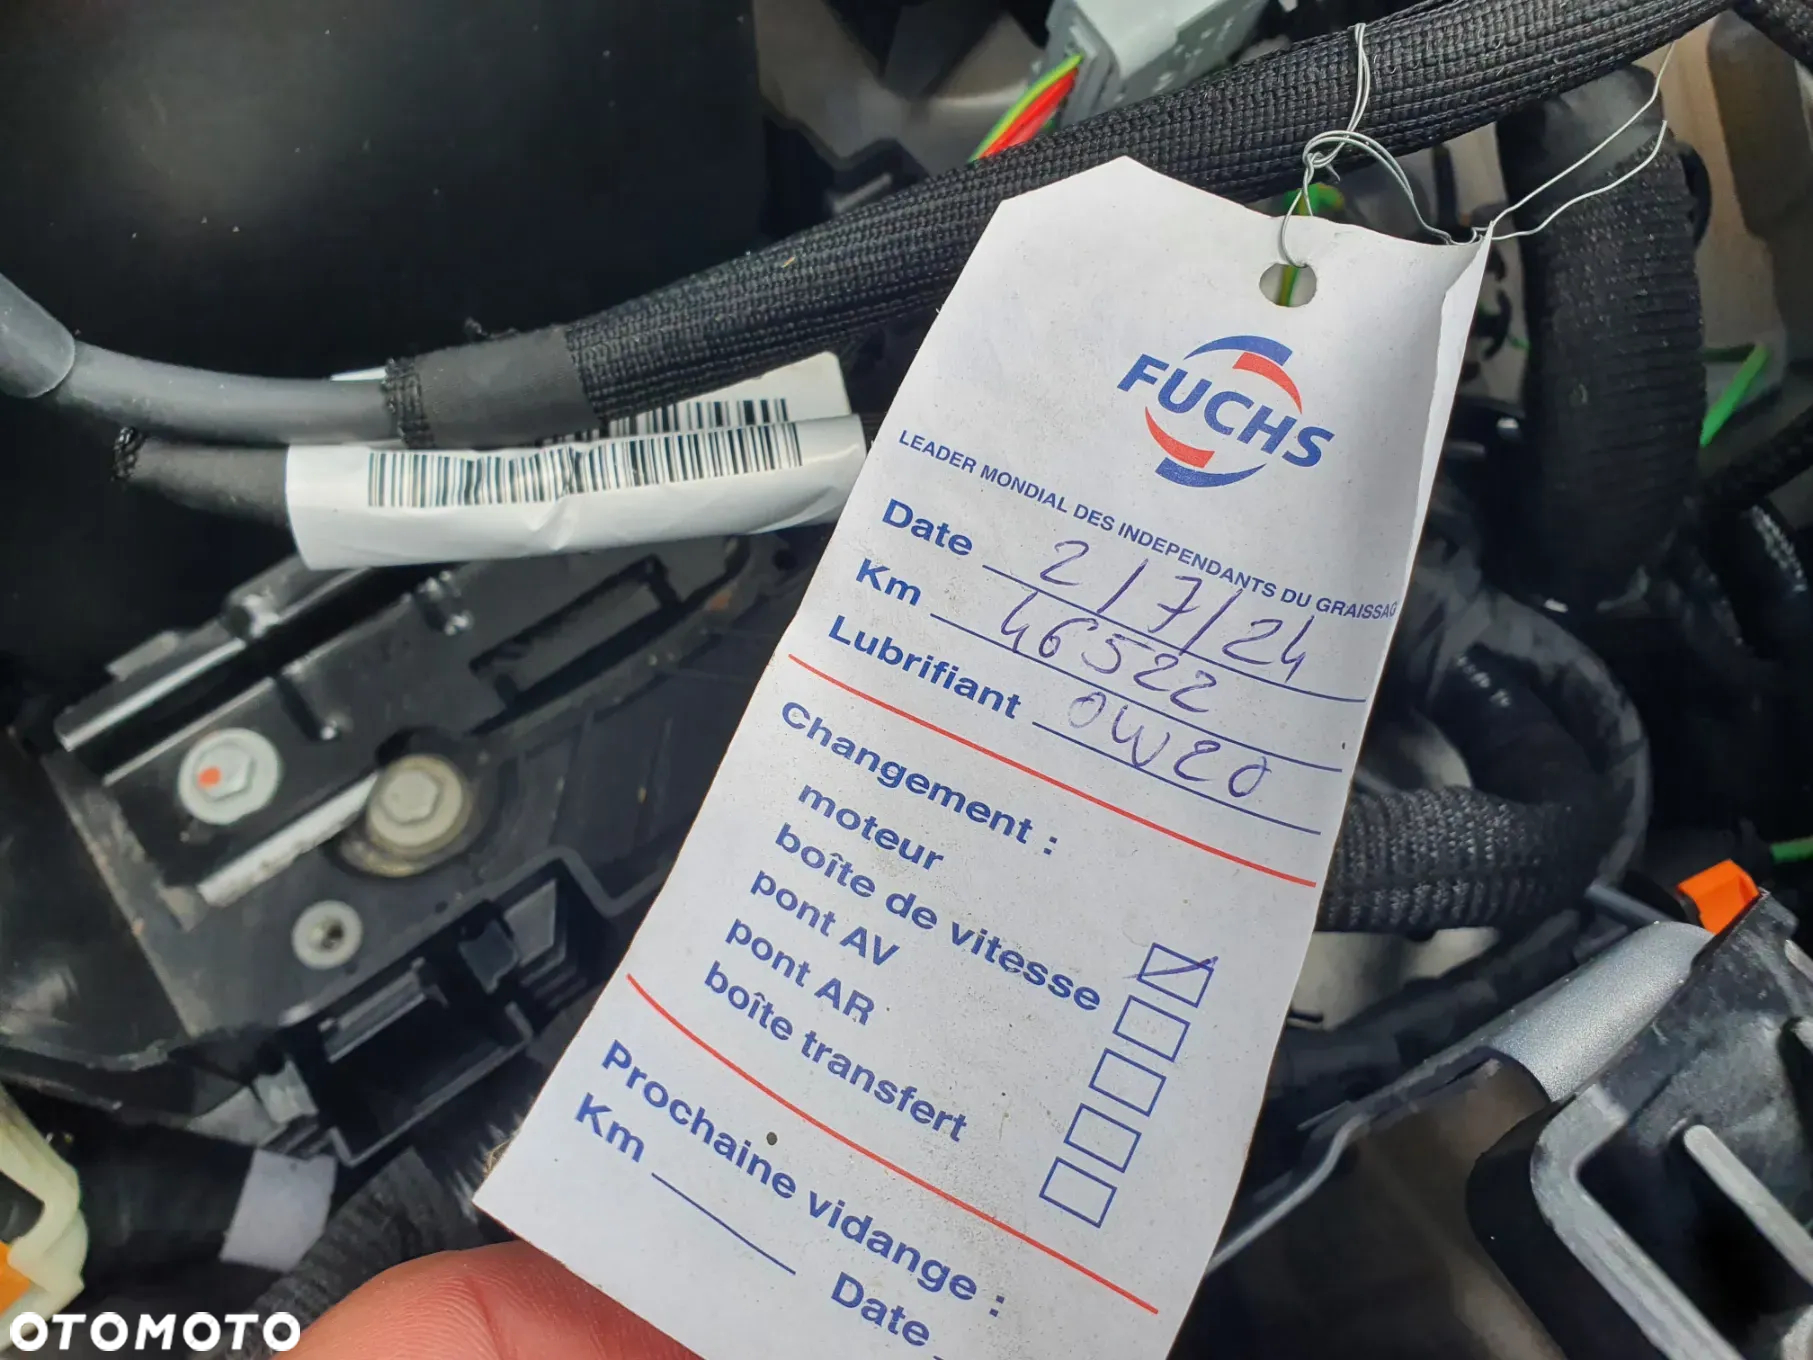 FUCHS
LEADER MONDIAL DES INDEPENDANTS DU GRAISSAG
Date 2/7/24
Km 46522
Lubrifiant 0W20
Changement :
moteur
boîte de vitesse
pont AV
pont AR
boîte transfert
Prochaine vidange :
Km
Date
OTOMOTO